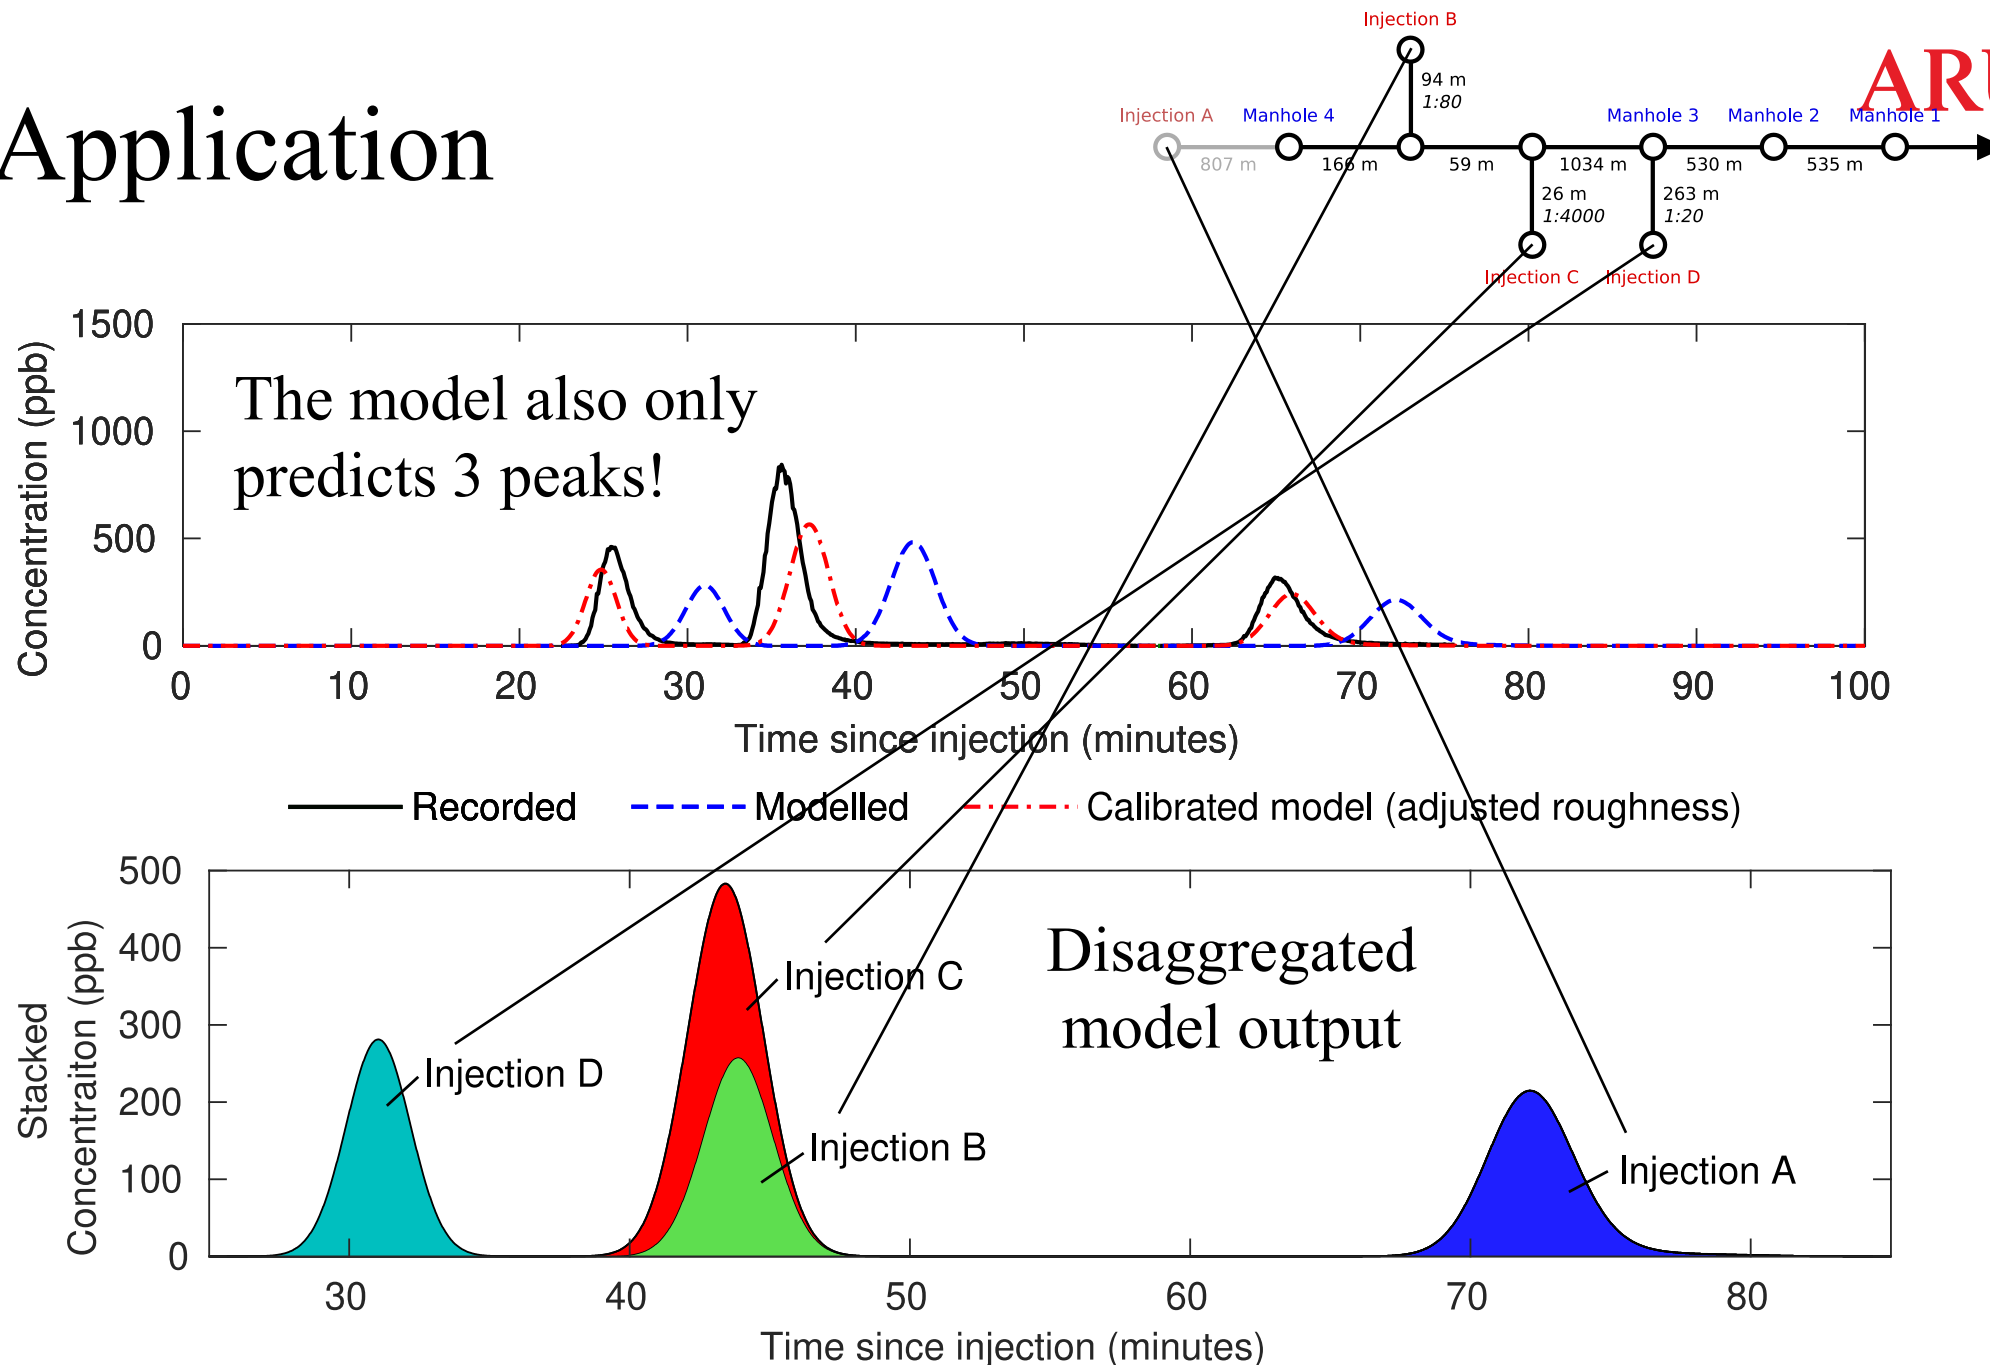 Application
ARU
Injection B
94 m
1:80
Injection A
Manhole 4
Manhole 3
Manhole 2
Manhole 1
807 m
166 m
59 m
1034 m
530 m
535 m
26 m
1:4000
263 m
1:20
Injection C
Injection D
1500
1000
500
0
Concentration (ppb)
The model also only
predicts 3 peaks!
0 10 20 30 40 50 60 70 80 90 100
Time since injection (minutes)
Recorded
Modelled
Calibrated model (adjusted roughness)
500
400
300
200
100
0
Stacked
Concentraiton (ppb)
Disaggregated
model output
Injection C
Injection D
Injection B
Injection A
30 40 50 60 70 80
Time since injection (minutes)